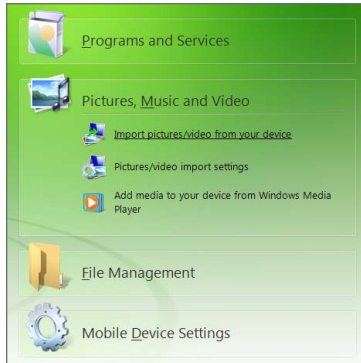 Programs and Services
Pictures, Music and Video
Import pictures/video from your device
Pictures/video import settings
Add media to your device from Windows Media
Player
File Management
Mobile Device Settings